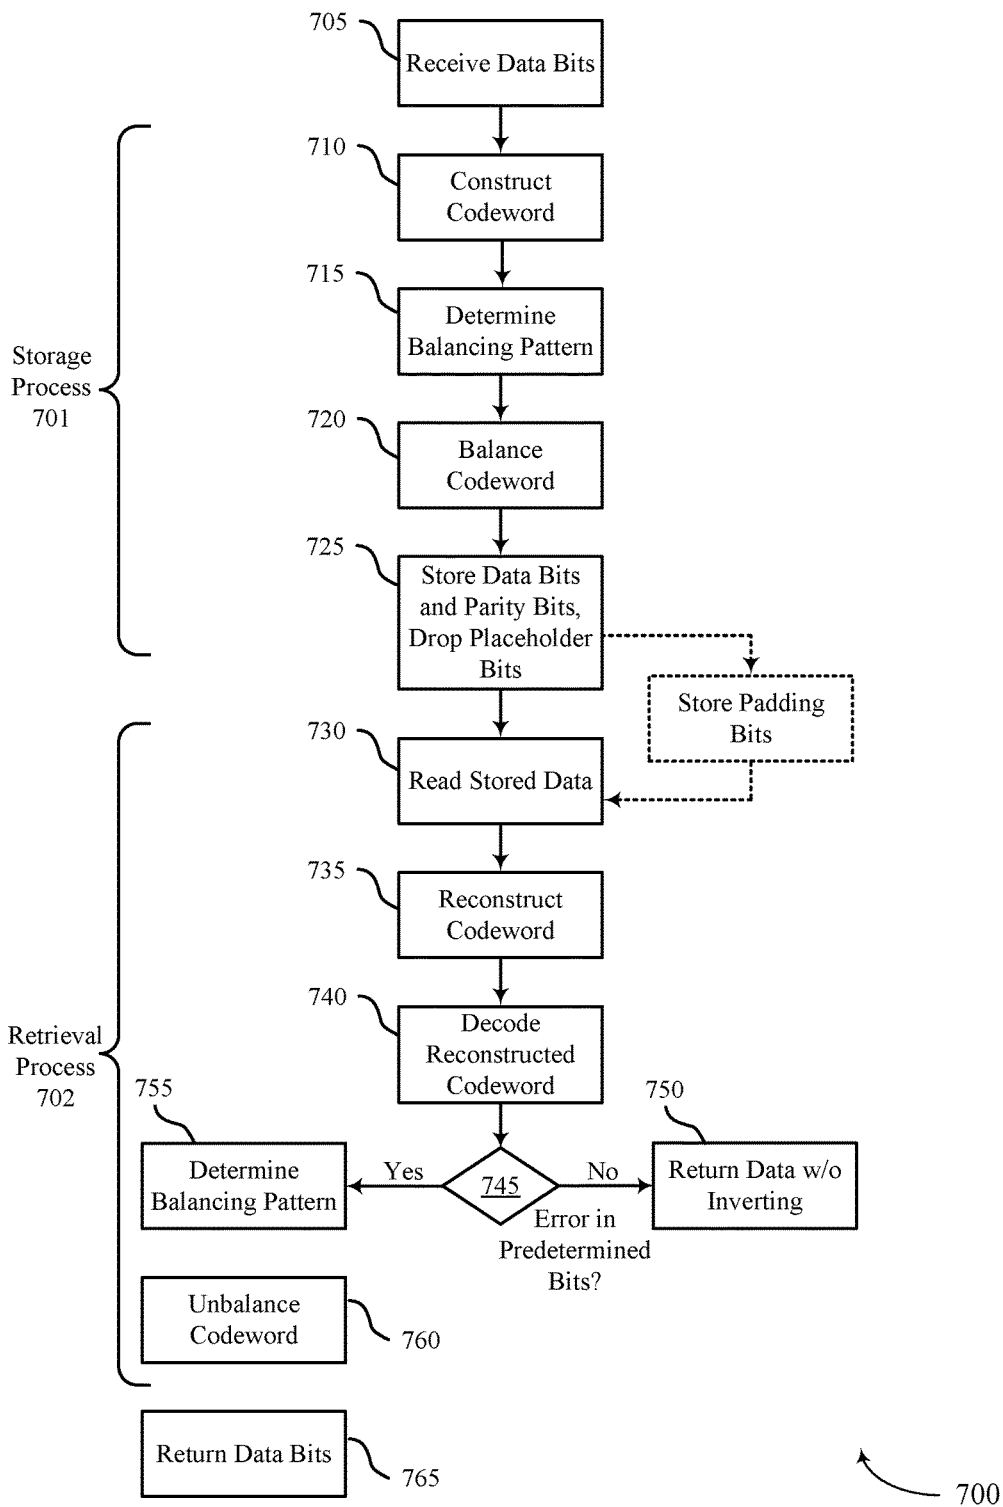 705
Receive Data Bits
710
Construct
Codeword
715
Determine
Balancing Pattern
Storage
Process
701
720
Balance
Codeword
725
Store Data Bits
and Parity Bits,
Drop Placeholder
Bits
Store Padding
Bits
730
Read Stored Data
735
Reconstruct
Codeword
740
Decode
Reconstructed
Codeword
Retrieval
Process
702
755
750
Determine
Balancing Pattern
Yes
745
No
Return Data w/o
Inverting
Error in
Predetermined
Bits?
Unbalance
Codeword
760
Return Data Bits
765
700